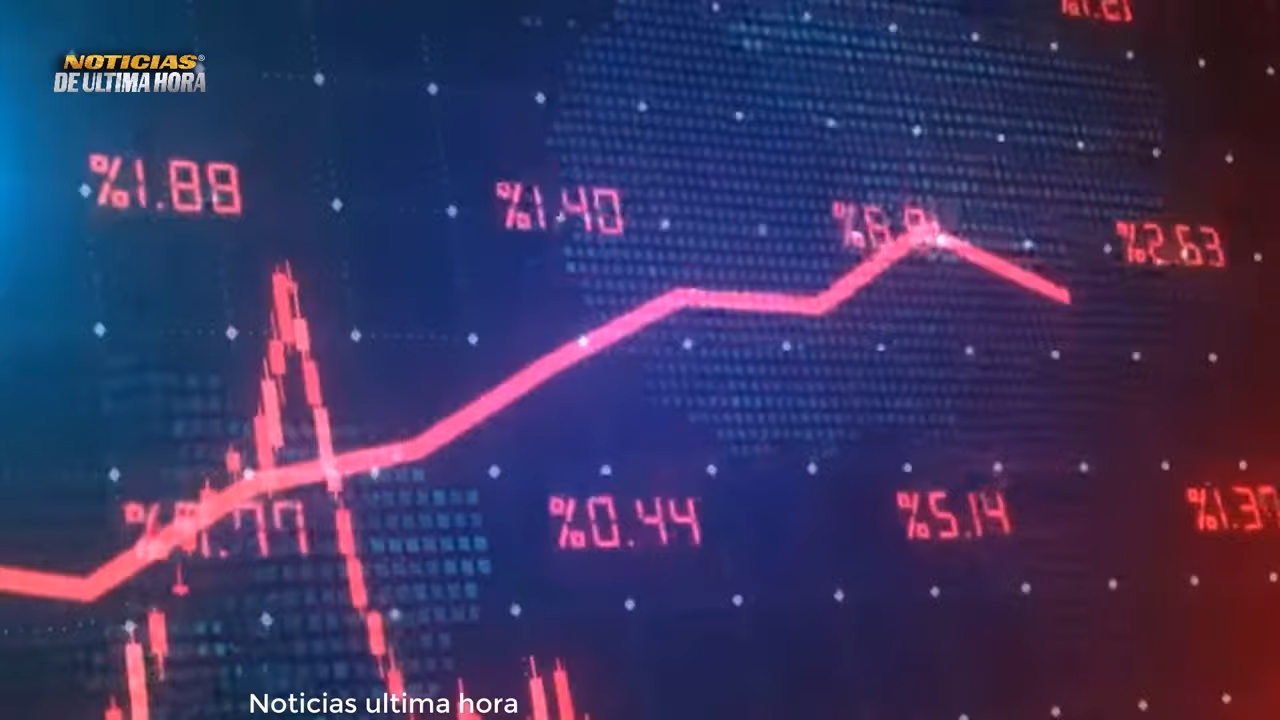 NOTICIAS®
DE ULTIMA HORA
%1.88
%1.40
%2.63
%0.44
%5.14
Noticias ultima hora